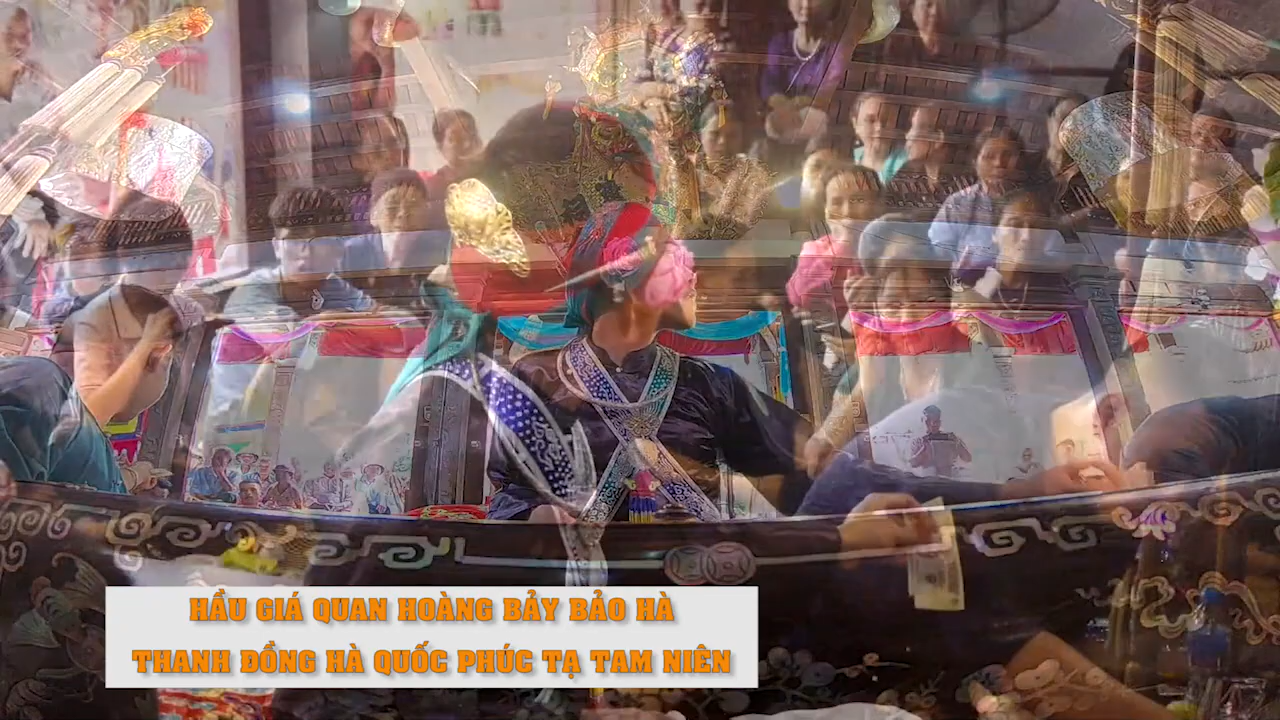 HẦU GIÁ QUAN HOÀNG BẢY BẢO HÀ
THANH ĐỒNG HÀ QUỐC PHÚC TẠ TAM NIÊN